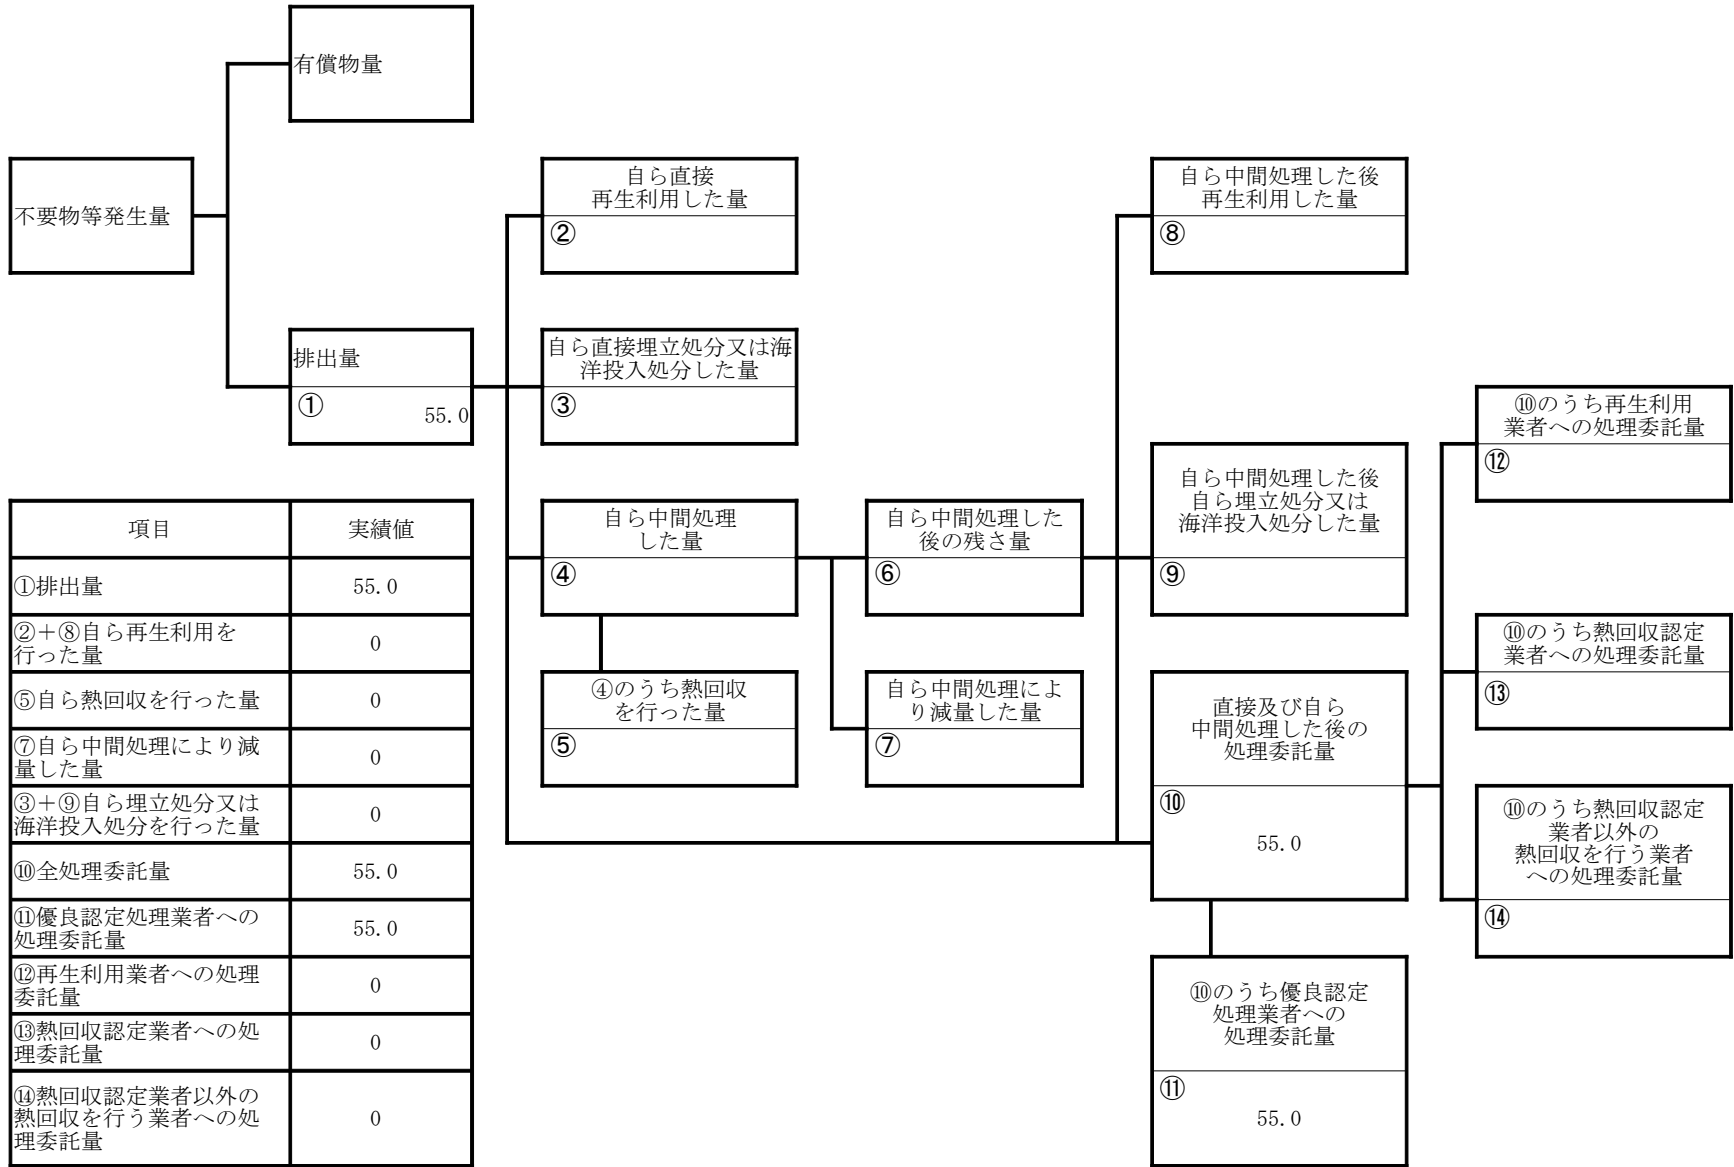 有償物量
不要物等発生量
自ら直接
再生利用した量
②
自ら中間処理した後
再生利用した量
⑧
排出量
①
55.0
自ら直接埋立処分又は海
洋投入処分した量
③
⑩のうち再生利用
業者への処理委託量
⑫
自ら中間処理
した量
④
自ら中間処理した
後の残さ量
⑥
自ら中間処理した後
自ら埋立処分又は
海洋投入処分した量
⑨
⑩のうち熱回収認定
業者への処理委託量
⑬
④のうち熱回収
を行った量
⑤
自ら中間処理によ
り減量した量
⑦
直接及び自ら
中間処理した後の
処理委託量
⑩
55.0
⑩のうち熱回収認定
業者以外の
熱回収を行う業者
への処理委託量
⑭
⑩のうち優良認定
処理業者への
処理委託量
⑪
55.0
項目 実績値
①排出量 55.0
②+⑧自ら再生利用を
行った量 0
⑤自ら熱回収を行った量 0
⑦自ら中間処理により減
量した量 0
③+⑨自ら埋立処分又は
海洋投入処分を行った量 0
⑩全処理委託量 55.0
⑪優良認定処理業者への
処理委託量 55.0
⑫再生利用業者への処理
委託量 0
⑬熱回収認定業者への処
理委託量 0
⑭熱回収認定業者以外の
熱回収を行う業者への処
理委託量 0